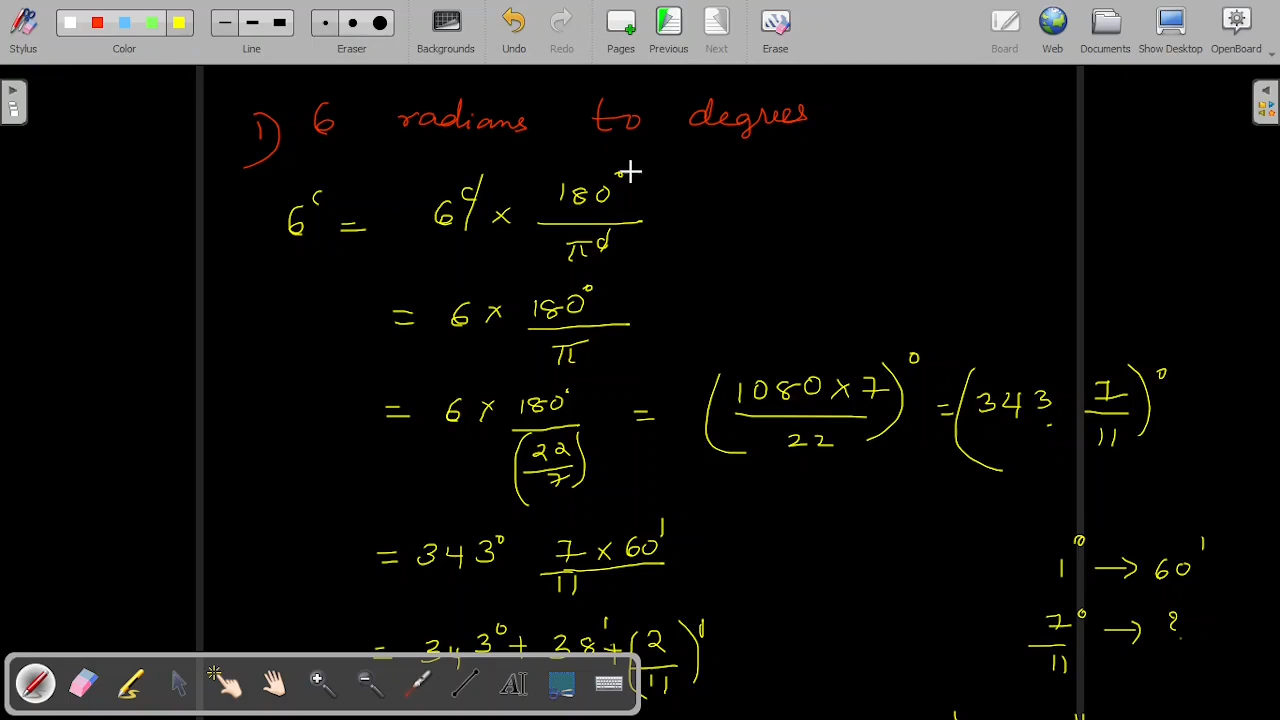 Stylus Color Line Eraser Backgrounds Undo Redo Pages Previous Next Erase Board Web Documents Show Desktop OpenBoard
1) 6 radians to degrees
6ᶜ = 6ᶜ × 180° / πᶜ
= 6 × 180° / π
= 6 × 180° / (22/7) = (1080 × 7 / 22)° = (343 7/11)°
= 343° 7 × 60' / 11
1° → 60'
= 343° + 38' + (2/11)'
7/11° → ?